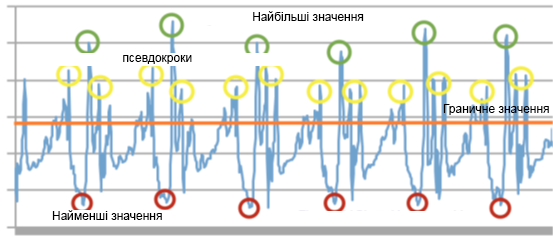 Найбільші значення
псевдокроки
Граничне значення
Найменші значення